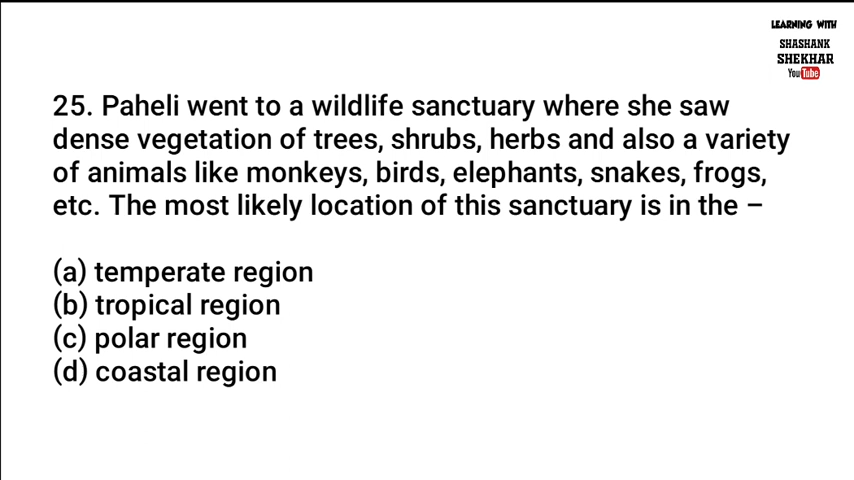 LEARNING WITH
SHASHANK
SHEKHAR
YouTube
25. Paheli went to a wildlife sanctuary where she saw
dense vegetation of trees, shrubs, herbs and also a variety
of animals like monkeys, birds, elephants, snakes, frogs,
etc. The most likely location of this sanctuary is in the –
(a) temperate region
(b) tropical region
(c) polar region
(d) coastal region